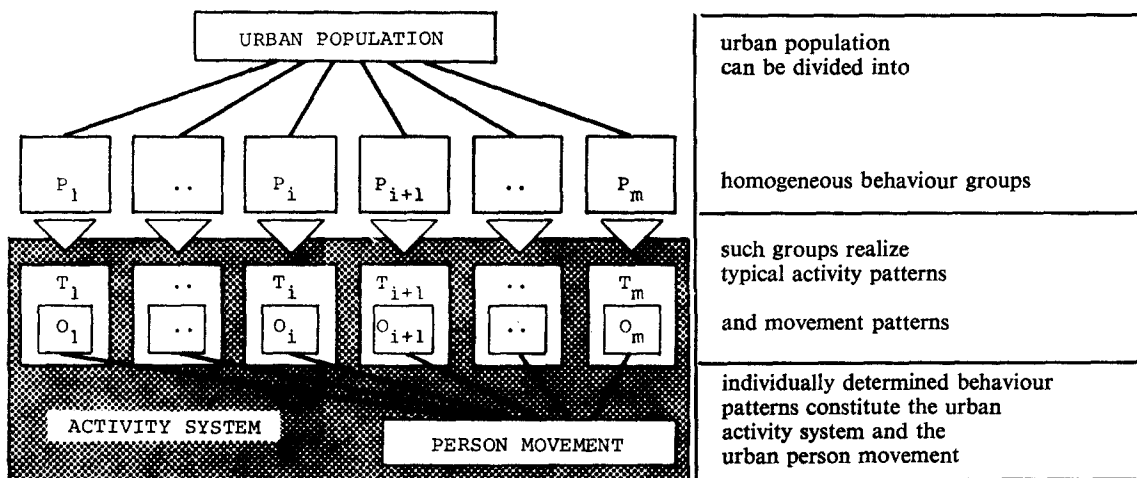 URBAN POPULATION
P1 .. Pi Pi+1 .. Pm
T1 .. Ti Ti+1 .. Tm
O1 .. Oi Oi+1 .. Om
ACTIVITY SYSTEM
PERSON MOVEMENT
urban population
can be divided into
homogeneous behaviour groups
such groups realize
typical activity patterns
and movement patterns
individually determined behaviour
patterns constitute the urban
activity system and the
urban person movement